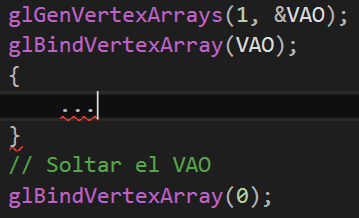 glGenVertexArrays(1, &VAO);
glBindVertexArray(VAO);
{
...
}
// Soltar el VAO
glBindVertexArray(0);